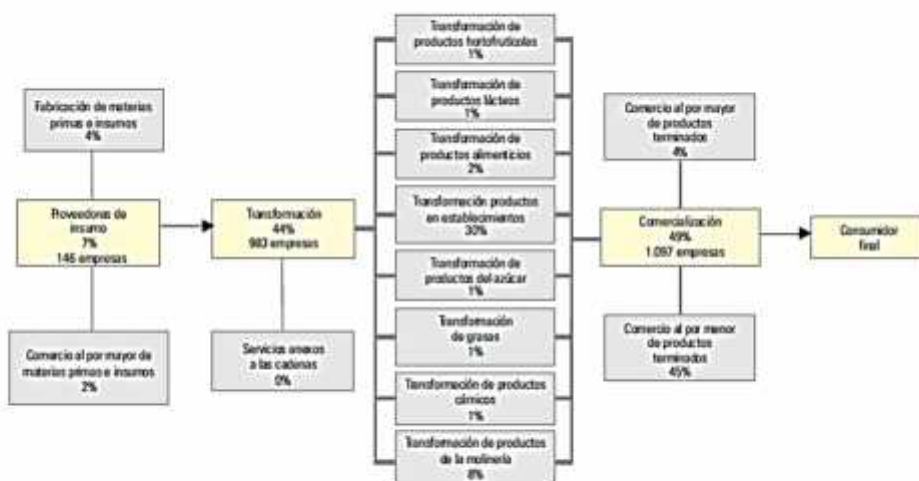 Fabricación de materias
primas e insumos
4%
Proveedoras de
insumo
7%
146 empresas
Comercio al por mayor de
materias primas e insumos
2%
Transformación
44%
983 empresas
Servicios anexos
a las cadenas
0%
Transformación de
productos hortofrutícolas
1%
Transformación de
productos lácteos
1%
Transformación de
productos alimenticios
2%
Transformación productos
en establecimientos
30%
Transformación de
productos del azúcar
1%
Transformación
de grasas
1%
Transformación de productos
cárnicos
1%
Transformación de productos
de la molinería
8%
Comercio al por mayor
de productos
terminados
4%
Comercialización
49%
1.097 empresas
Comercio al por menor
de productos
terminados
45%
Consumidor
final